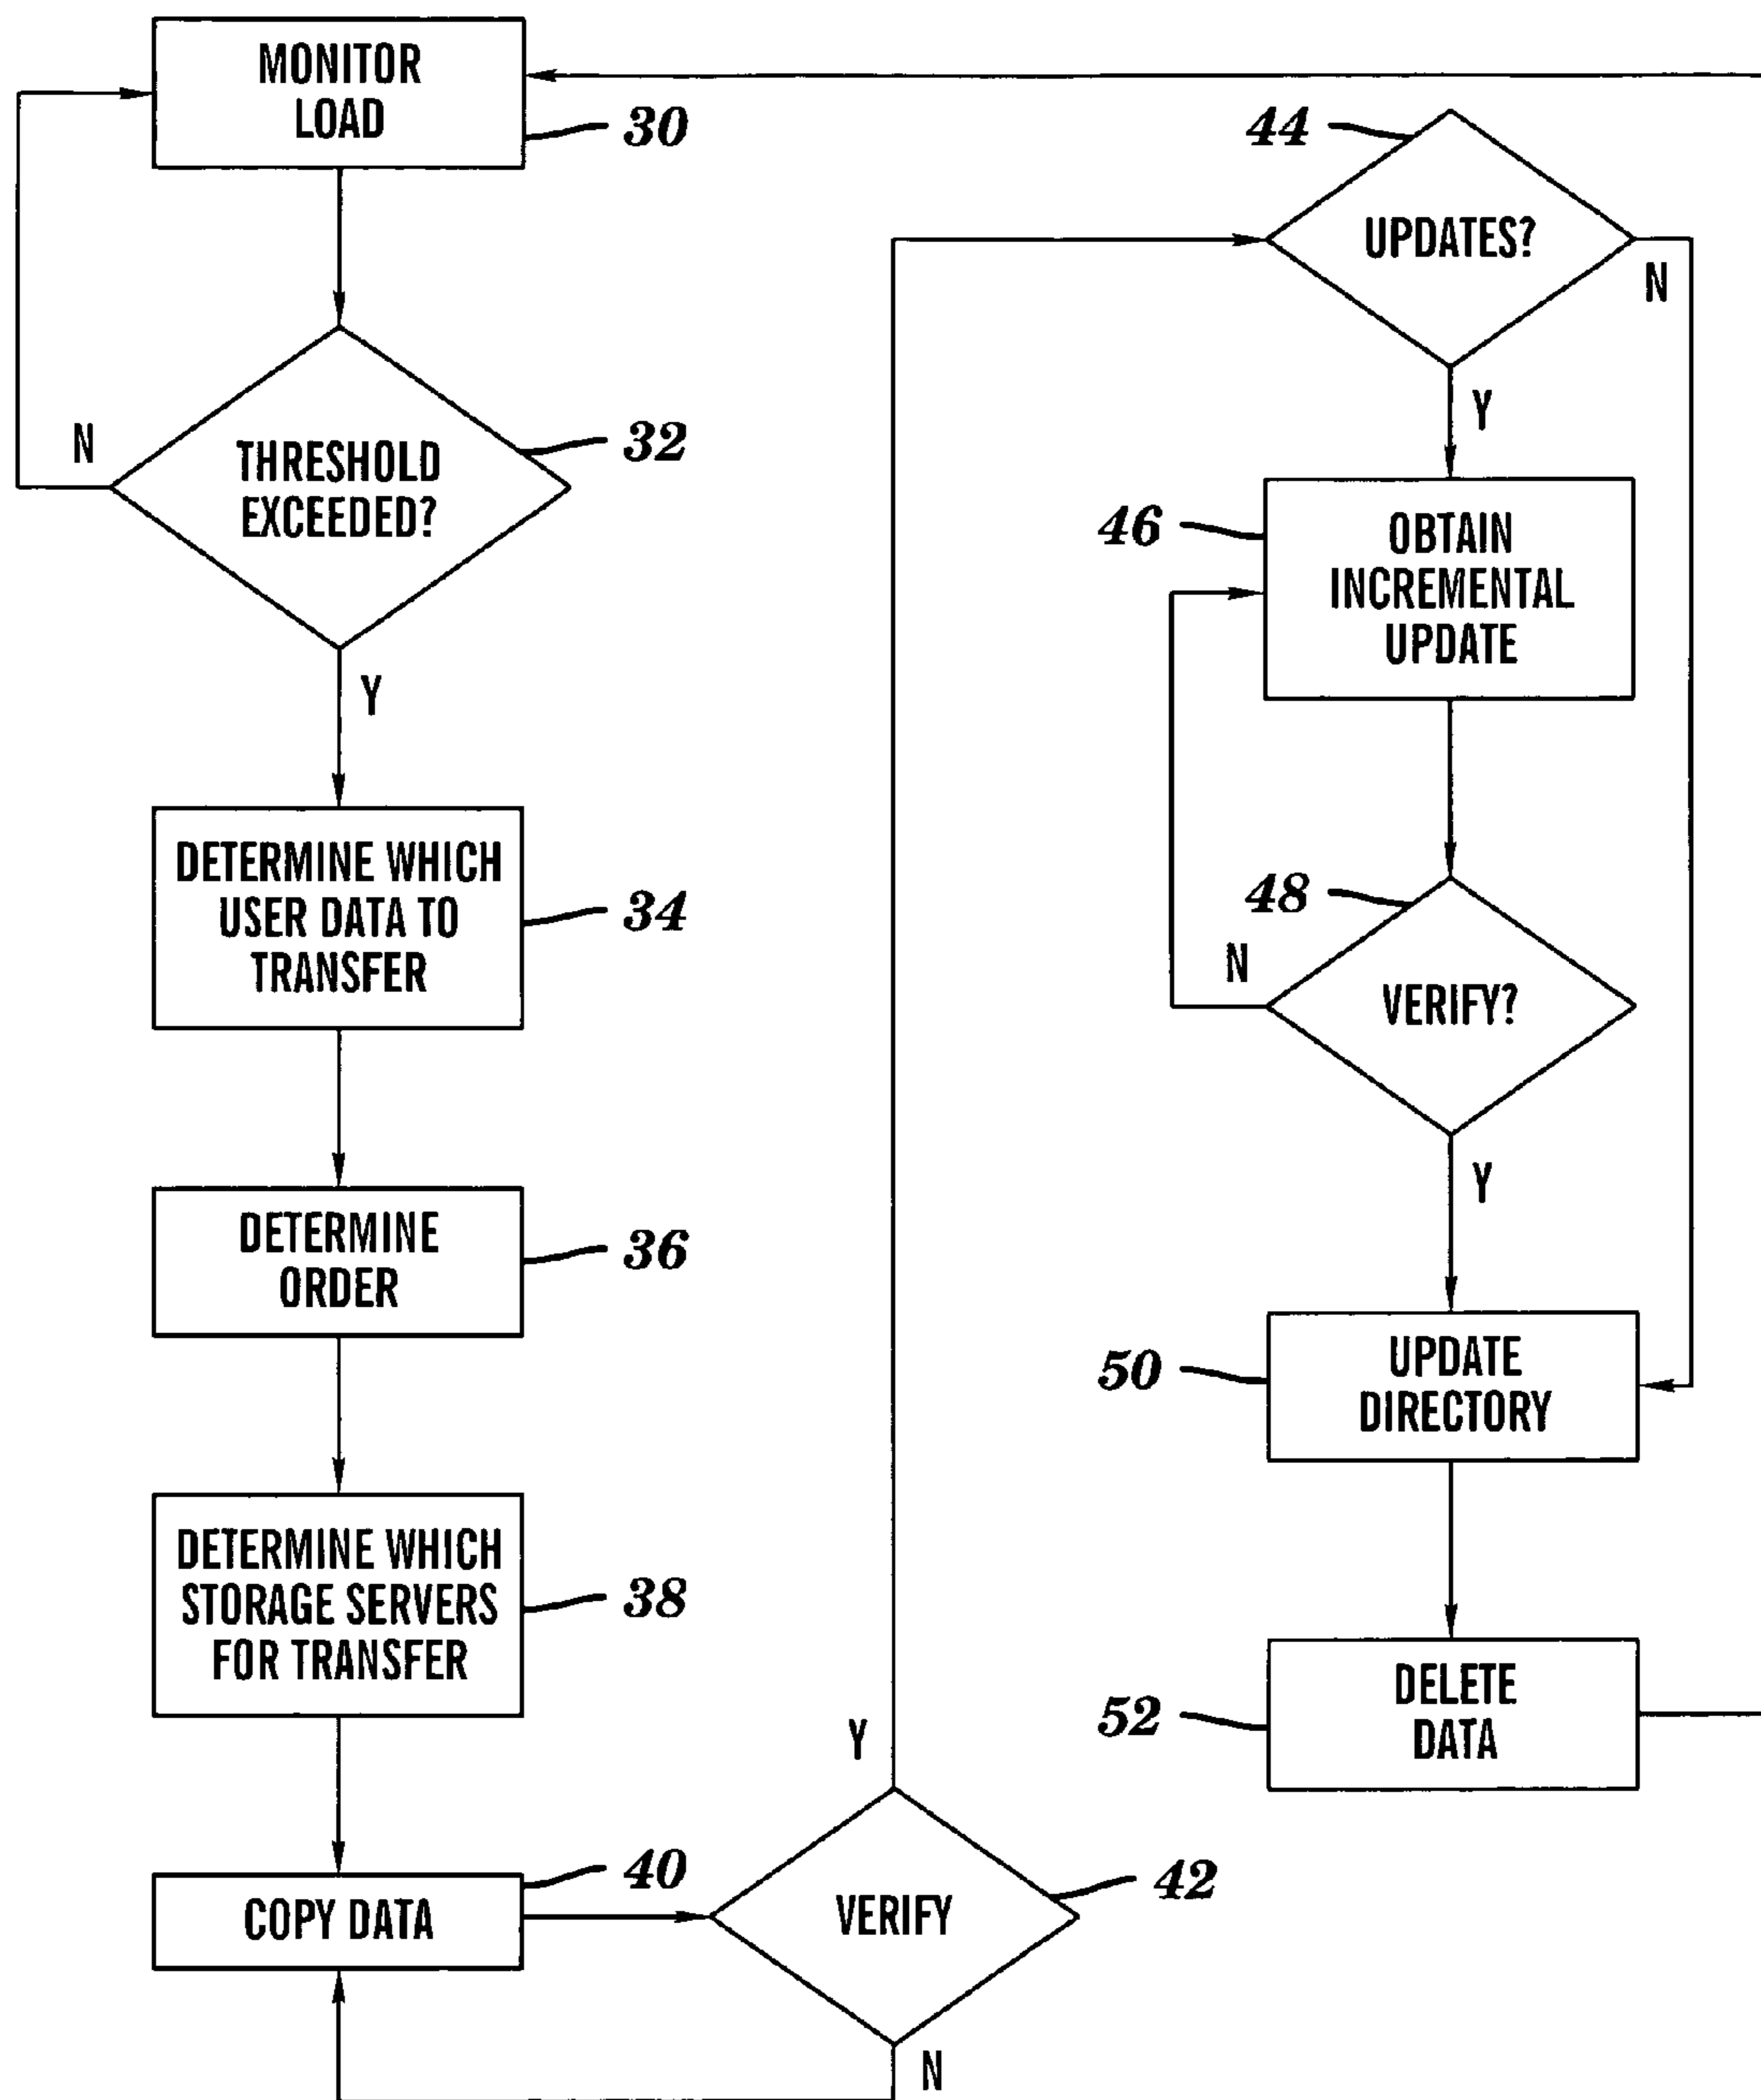 MONITOR
LOAD
30
N
THRESHOLD
EXCEEDED?
32
Y
DETERMINE WHICH
USER DATA TO
TRANSFER
34
DETERMINE
ORDER
36
DETERMINE WHICH
STORAGE SERVERS
FOR TRANSFER
38
COPY DATA
40
VERIFY
42
Y
N
44
UPDATES?
N
Y
46
OBTAIN
INCREMENTAL
UPDATE
48
N
VERIFY?
Y
50
UPDATE
DIRECTORY
52
DELETE
DATA